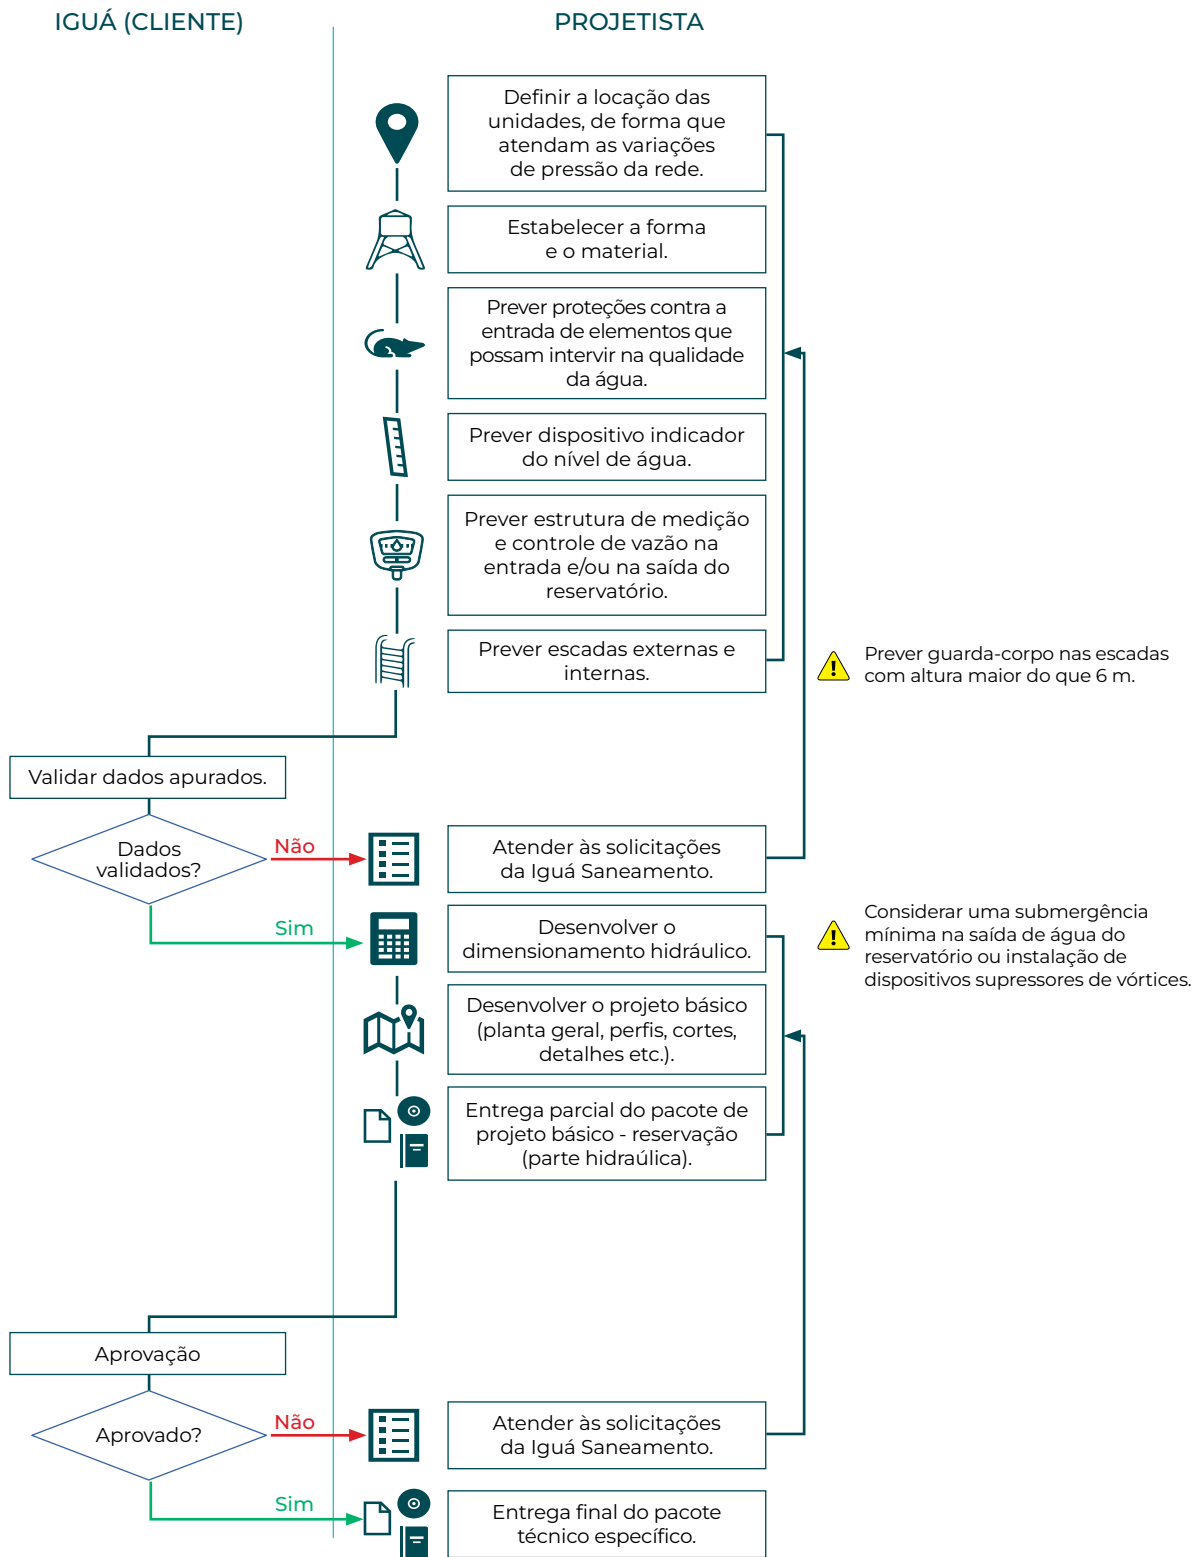 IGUÁ (CLIENTE)
PROJETISTA
Definir a locação das
unidades, de forma que
atendam as variações
de pressão da rede.
Estabelecer a forma
e o material.
Prever proteções contra a
entrada de elementos que
possam intervir na qualidade
da água.
Prever dispositivo indicador
do nível de água.
Prever estrutura de medição
e controle de vazão na
entrada e/ou na saída do
reservatório.
Prever escadas externas e
internas.
Prever guarda-corpo nas escadas
com altura maior do que 6 m.
Validar dados apurados.
Dados
validados?
Não
Atender às solicitações
da Iguá Saneamento.
Sim
Desenvolver o
dimensionamento hidráulico.
Considerar uma submergência
mínima na saída de água do
reservatório ou instalação de
dispositivos supressores de vórtices.
Desenvolver o projeto básico
(planta geral, perfis, cortes,
detalhes etc.).
Entrega parcial do pacote de
projeto básico - reservação
(parte hidraúlica).
Aprovação
Aprovado?
Não
Atender às solicitações
da Iguá Saneamento.
Sim
Entrega final do pacote
técnico específico.